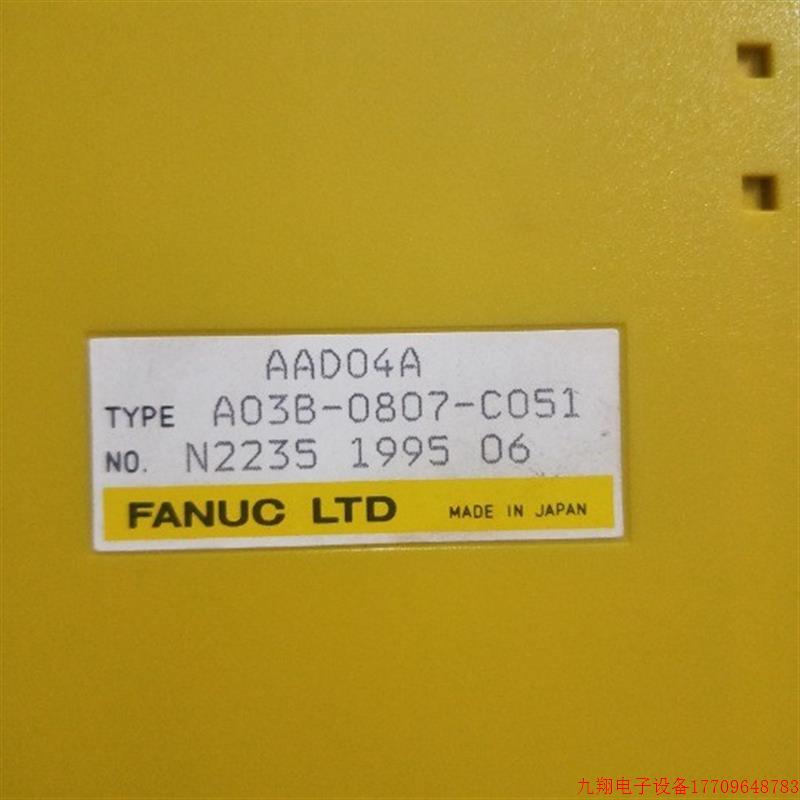 AAD04A
TYPE A03B-0807-C051
NO. N2235 1995 06
FANUC LTD MADE IN JAPAN
九翔电子设备17709648783